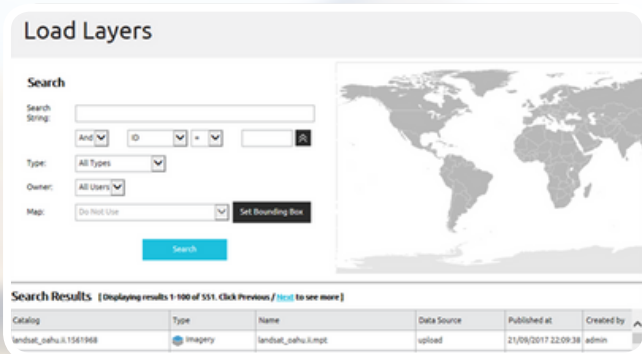 Load Layers
Search
Search String:
And ID =
Type: All Types
Owner: All Users
Map: Do Not Use Set Bounding Box
Search
Search Results [ Displaying results 1-100 of 551. Click Previous / Next to see more ]
Catalog Type Name Data Source Published at Created by
landsat_oahu.ii.1561968 Imagery landsat_oahu.ii.mpt upload 21/09/2017 22:09:38 admin